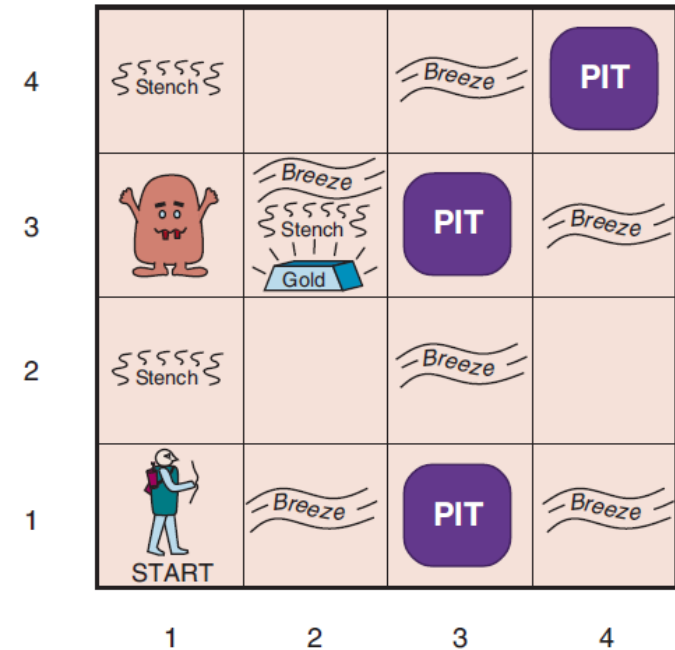 4
Stench
Breeze
PIT
3
Breeze
Stench
Gold
PIT
Breeze
2
Stench
Breeze
1
START
Breeze
PIT
Breeze
1 2 3 4